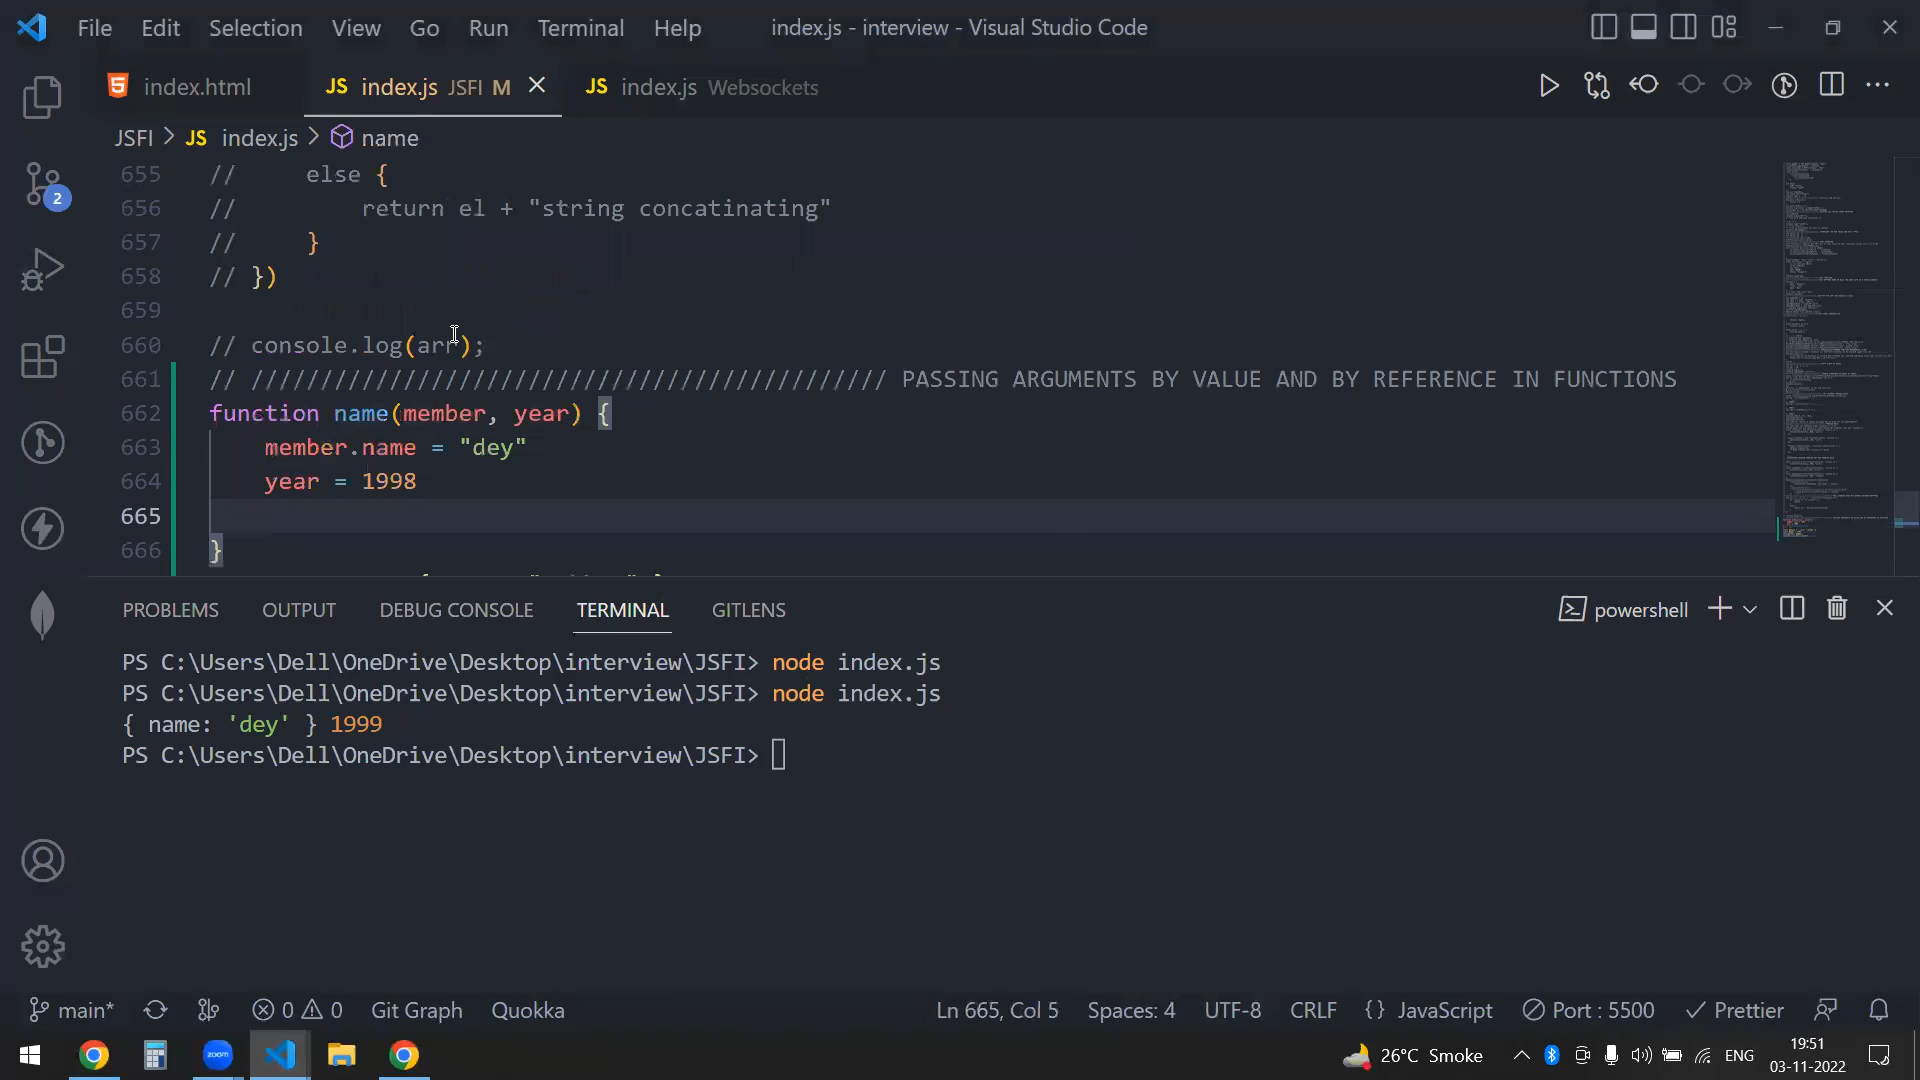 File Edit Selection View Go Run Terminal Help index.js - interview - Visual Studio Code
index.html JS index.js JSFI M JS index.js Websockets
JSFI > JS index.js > name
655 // else {
656 // return el + "string concatinating"
657 // }
658 // })
659
660 // console.log(arr);
661 // ////////////////////////////////////////////// PASSING ARGUMENTS BY VALUE AND BY REFERENCE IN FUNCTIONS
662 function name(member, year) {
663 member.name = "dey"
664 year = 1998
665
666 }
PROBLEMS OUTPUT DEBUG CONSOLE TERMINAL GITLENS powershell
PS C:\Users\Dell\OneDrive\Desktop\interview\JSFI> node index.js
PS C:\Users\Dell\OneDrive\Desktop\interview\JSFI> node index.js
{ name: 'dey' } 1999
PS C:\Users\Dell\OneDrive\Desktop\interview\JSFI>
2
main* 0 0 Git Graph Quokka Ln 665, Col 5 Spaces: 4 UTF-8 CRLF {} JavaScript Port : 5500 Prettier
zoom 26°C Smoke ENG 19:51
03-11-2022